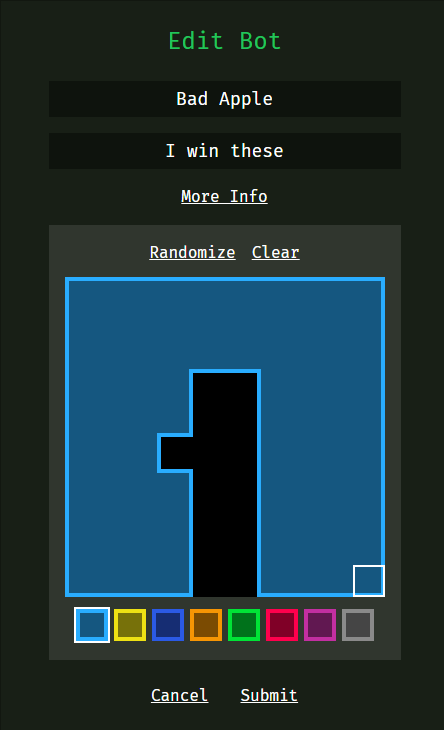 Edit Bot
Bad Apple
I win these
More Info
Randomize Clear
Cancel Submit